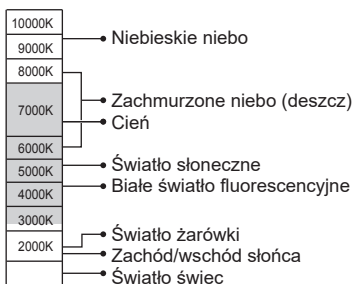 10000K
9000K
Niebieskie niebo
8000K
7000K
Zachmurzone niebo (deszcz)
Cień
6000K
5000K
Światło słoneczne
4000K
Białe światło fluorescencyjne
3000K
2000K
Światło żarówki
Zachód/wschód słońca
Światło świec